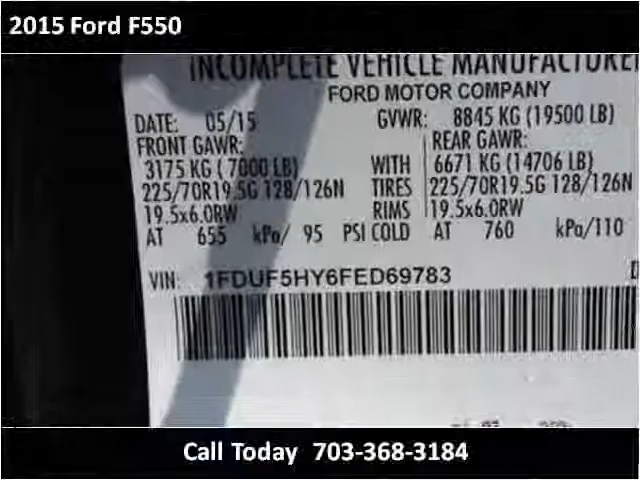 2015 Ford F550
INCOMPLETE VEHICLE MANUFACTURE
FORD MOTOR COMPANY
DATE: 05/15 GVWR: 8845 KG (19500 LB)
FRONT GAWR: REAR GAWR:
3175 KG ( 7000 LB) WITH 6671 KG (14706 LB)
225/70R19.5G 128/126N TIRES 225/70R19.5G 128/126N
19.5x6.0RW RIMS 19.5x6.0RW
AT 655 kPa/ 95 PSI COLD AT 760 kPa/110
VIN: 1FDUF5HY6FED69783
Call Today 703-368-3184